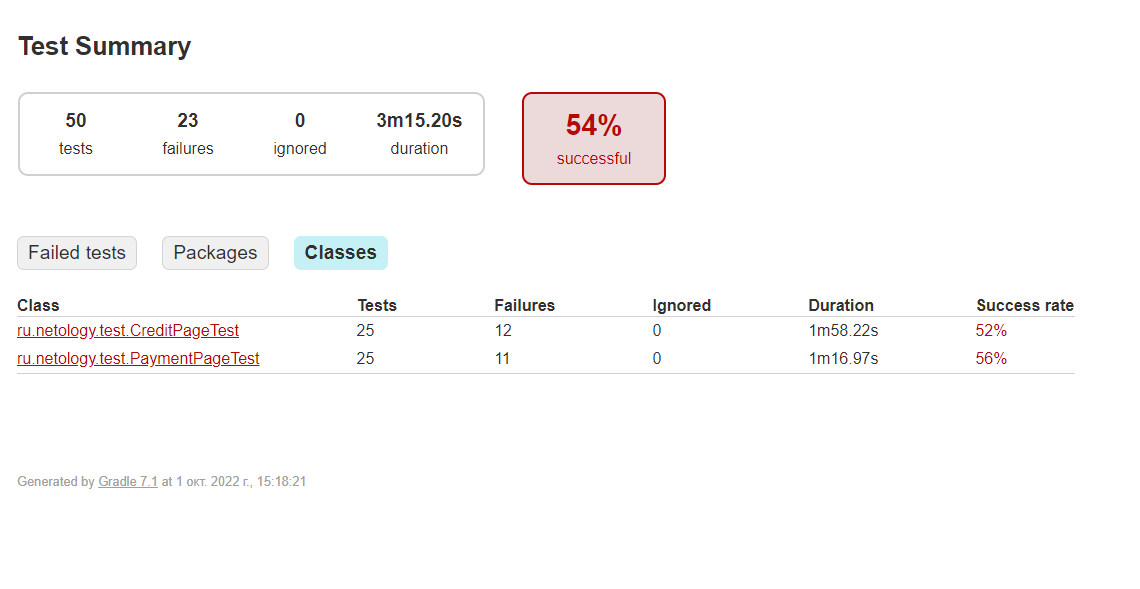 Test Summary
50 23 0 3m15.20s
tests failures ignored duration
54%
successful
Failed tests Packages Classes
Class Tests Failures Ignored Duration Success rate
ru.netology.test.CreditPageTest 25 12 0 1m58.22s 52%
ru.netology.test.PaymentPageTest 25 11 0 1m16.97s 56%
Generated by Gradle 7.1 at 1 окт. 2022 г., 15:18:21